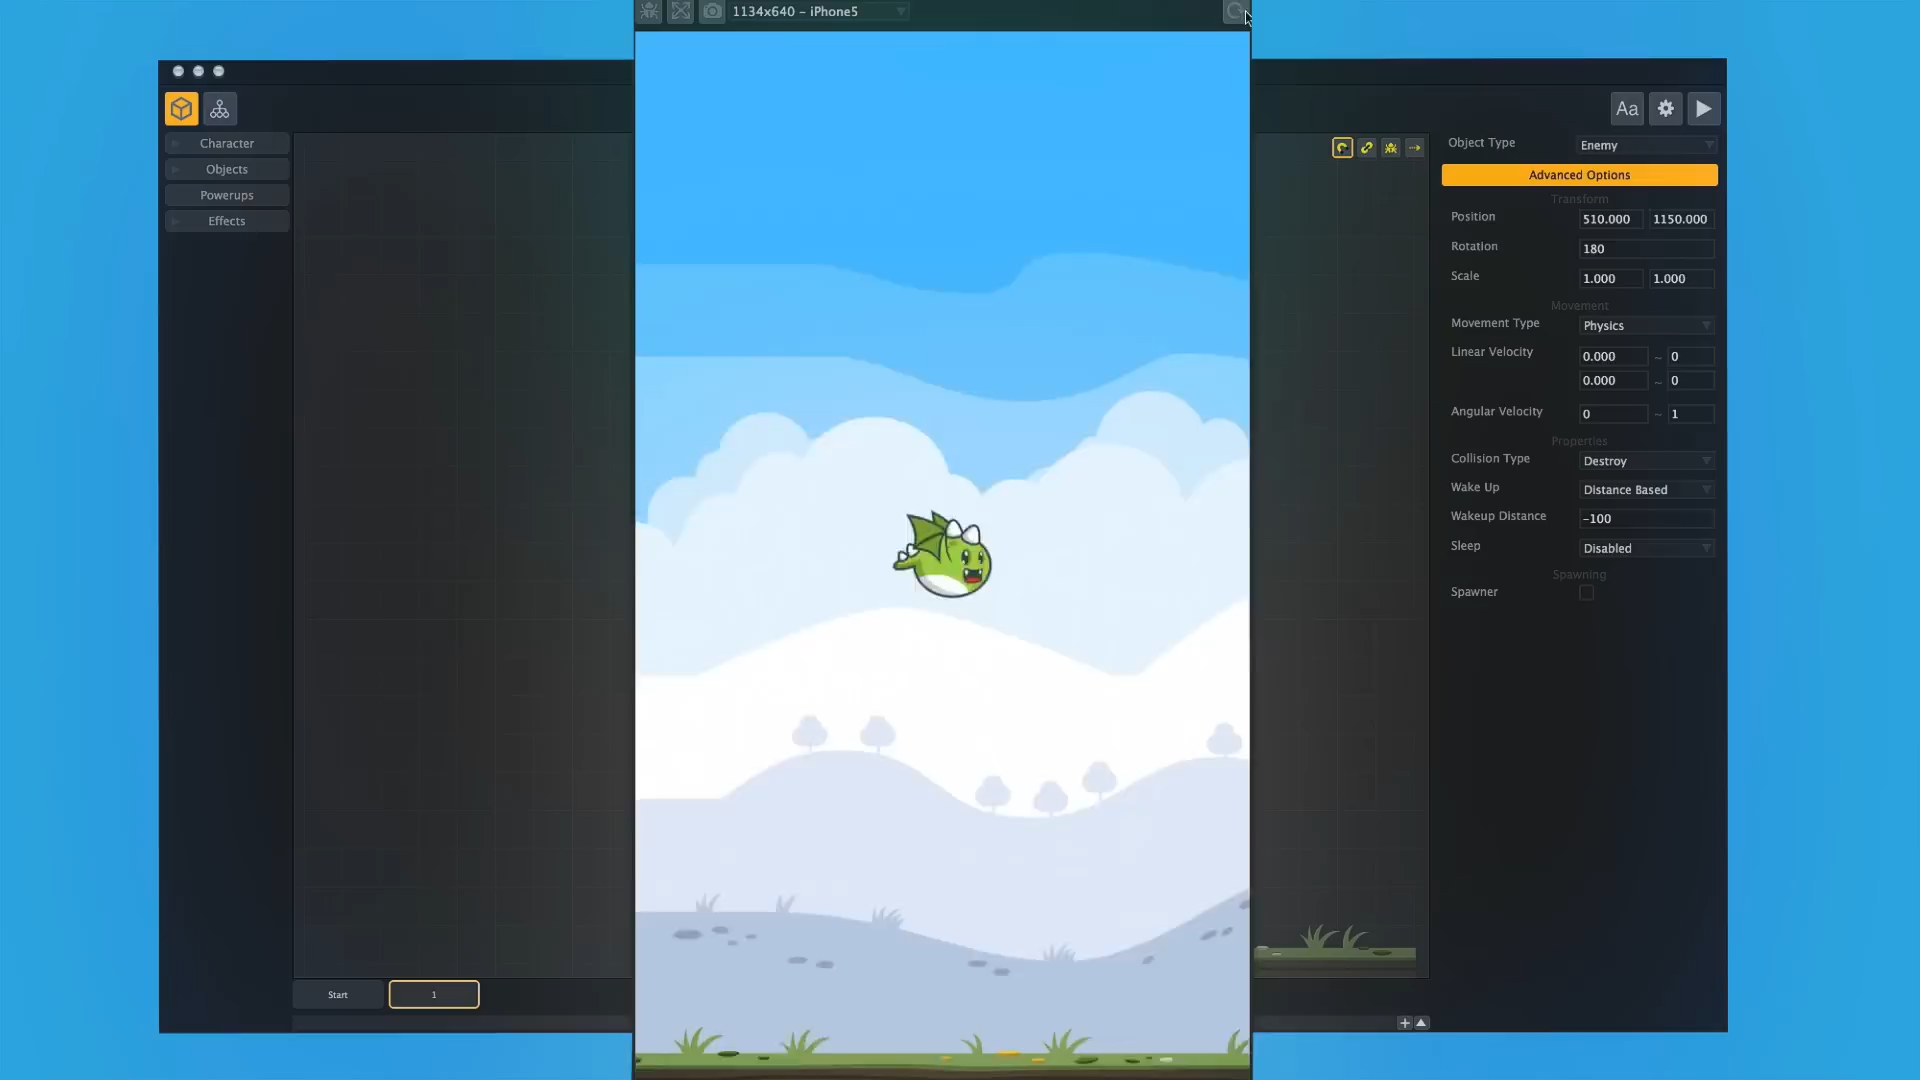 1134x640 - iPhone5
Aa
Character
Objects
Powerups
Effects
Object Type
Enemy
Advanced Options
Transform
Position
510.000
1150.000
Rotation
180
Scale
1.000
1.000
Movement
Movement Type
Physics
Linear Velocity
0.000 ~ 0
0.000 ~ 0
Angular Velocity
0 ~ 1
Properties
Collision Type
Destroy
Wake Up
Distance Based
Wakeup Distance
-100
Sleep
Disabled
Spawning
Spawner
Start
1